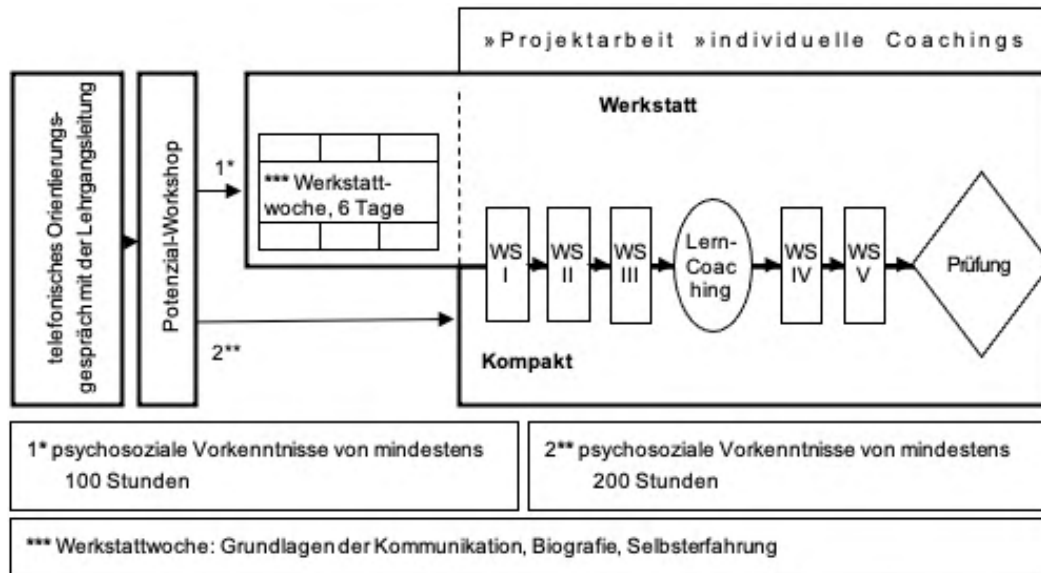 » Projektarbeit » individuelle Coachings
telefonisches Orientierungs-
gespräch mit der Lehrgangsleitung
Potenzial-Workshop
1*
2**
Werkstatt
*** Werkstatt-
woche, 6 Tage
WS
I
WS
II
WS
III
Lern-
Coac
hing
WS
IV
WS
V
Prüfung
Kompakt
1* psychosoziale Vorkenntnisse von mindestens
100 Stunden
2** psychosoziale Vorkenntnisse von mindestens
200 Stunden
*** Werkstattwoche: Grundlagen der Kommunikation, Biografie, Selbsterfahrung